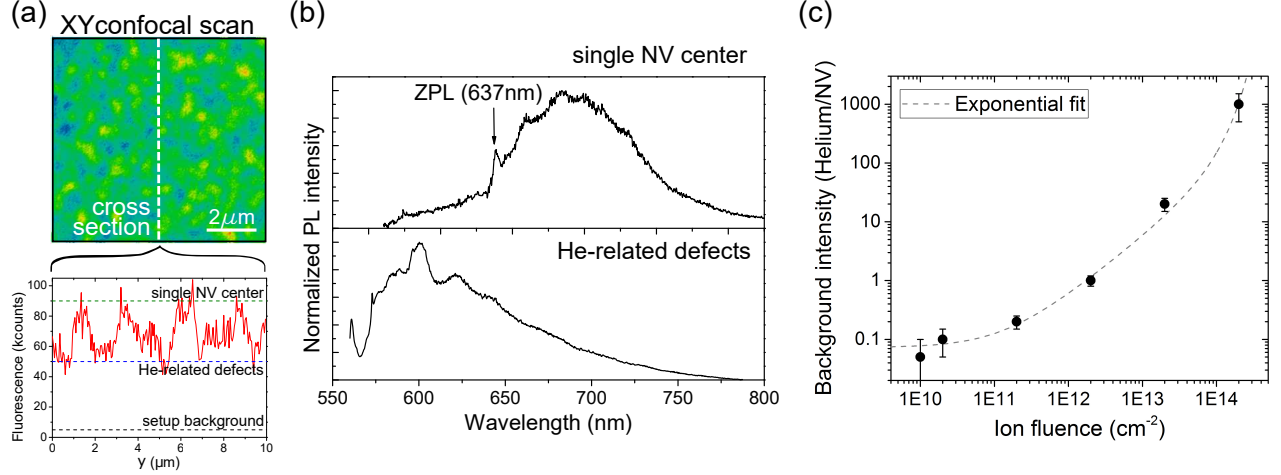 (a)
XYconfocal scan
cross
section
2μm
Fluorescence (kcounts)
100
80
60
40
20
0
single NV center
He-related defects
setup background
0 2 4 6 8 10
y (μm)
(b)
single NV center
ZPL (637nm)
He-related defects
Normalized PL intensity
550 600 650 700 750 800
Wavelength (nm)
(c)
Background intensity (Helium/NV)
1000
100
10
1
0.1
Exponential fit
1E10 1E11 1E12 1E13 1E14
Ion fluence (cm-2)